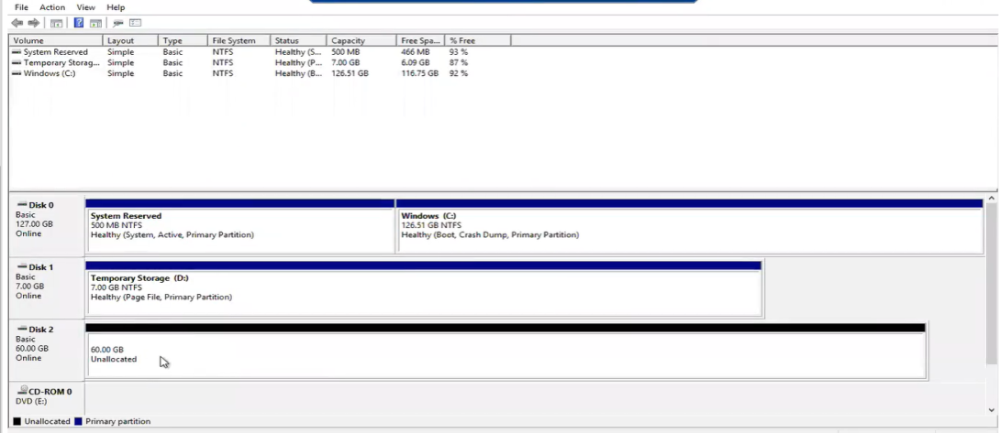 File Action View Help
Volume Layout Type File System Status Capacity Free Spa... % Free
System Reserved Simple Basic NTFS Healthy (S... 500 MB 466 MB 93 %
Temporary Storag... Simple Basic NTFS Healthy (P... 7.00 GB 6.09 GB 87 %
Windows (C:) Simple Basic NTFS Healthy (B... 126.51 GB 116.75 GB 92 %
Disk 0
Basic
127.00 GB
Online
System Reserved
500 MB NTFS
Healthy (System, Active, Primary Partition)
Windows (C:)
126.51 GB NTFS
Healthy (Boot, Crash Dump, Primary Partition)
Disk 1
Basic
7.00 GB
Online
Temporary Storage (D:)
7.00 GB NTFS
Healthy (Page File, Primary Partition)
Disk 2
Basic
60.00 GB
Online
60.00 GB
Unallocated
CD-ROM 0
DVD (E:)
Unallocated Primary partition